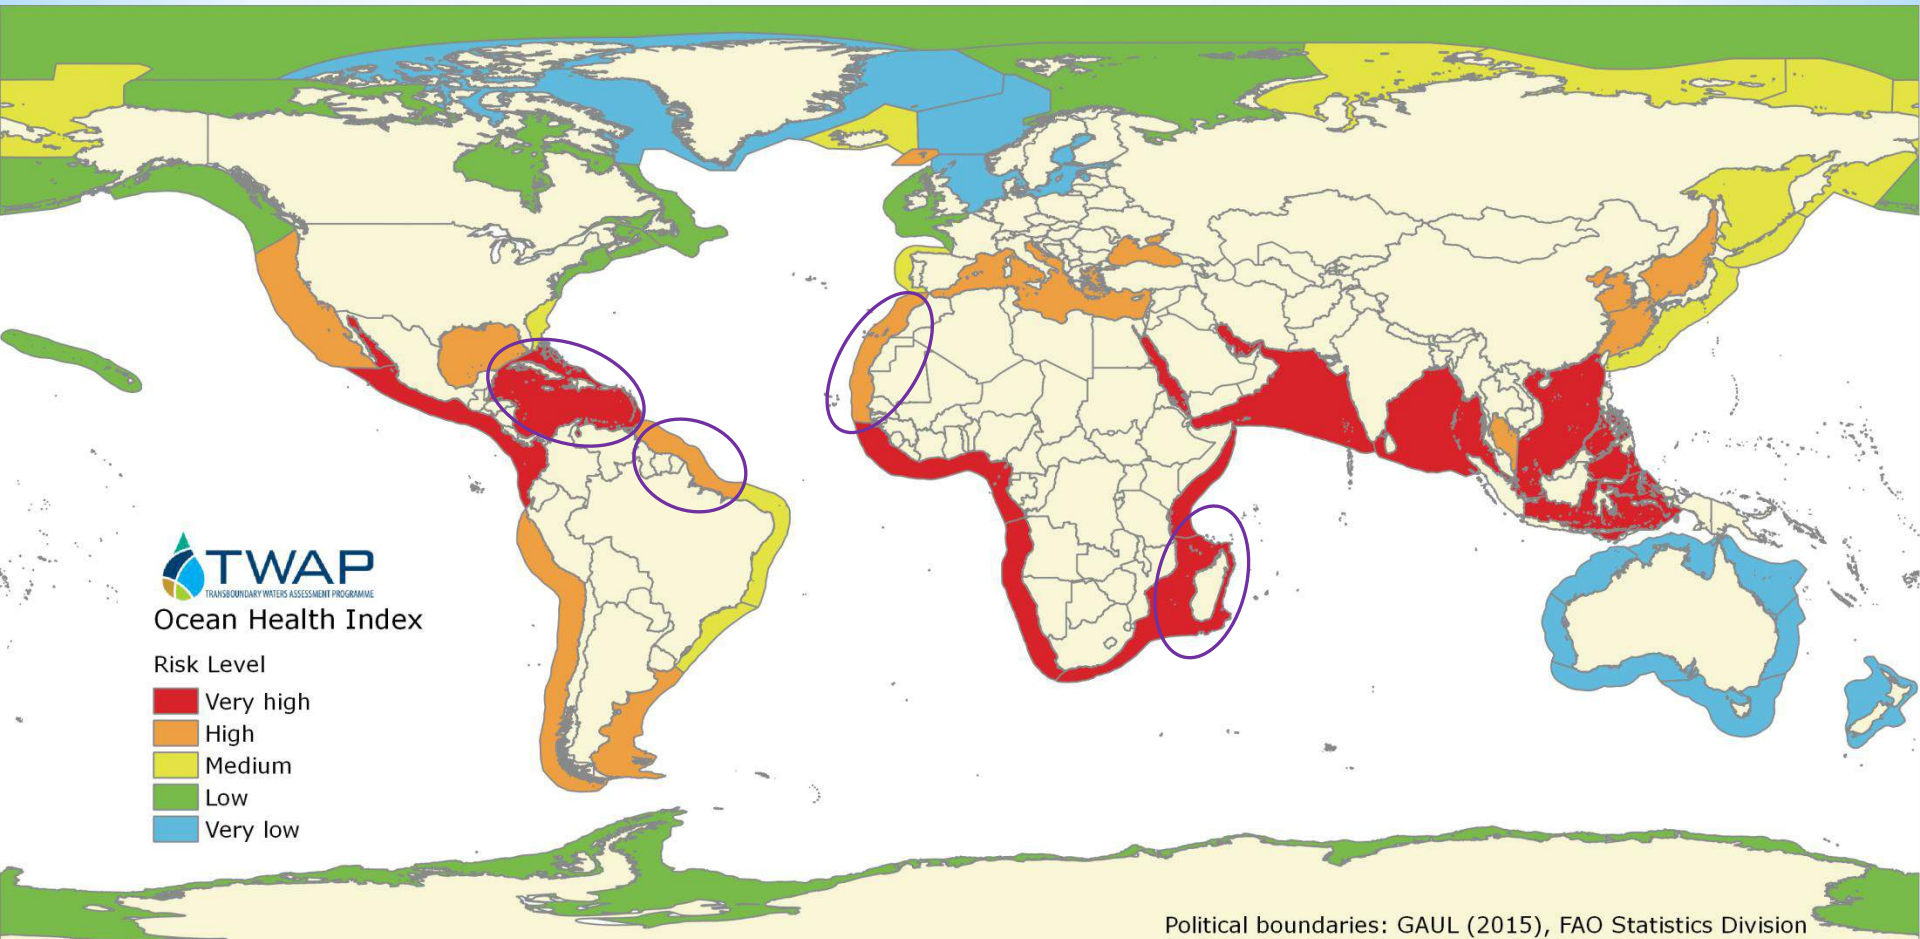 TWAP
TRANSBOUNDARY WATERS ASSESSMENT PROGRAMME
Ocean Health Index
Risk Level
Very high
High
Medium
Low
Very low
Political boundaries: GAUL (2015), FAO Statistics Division